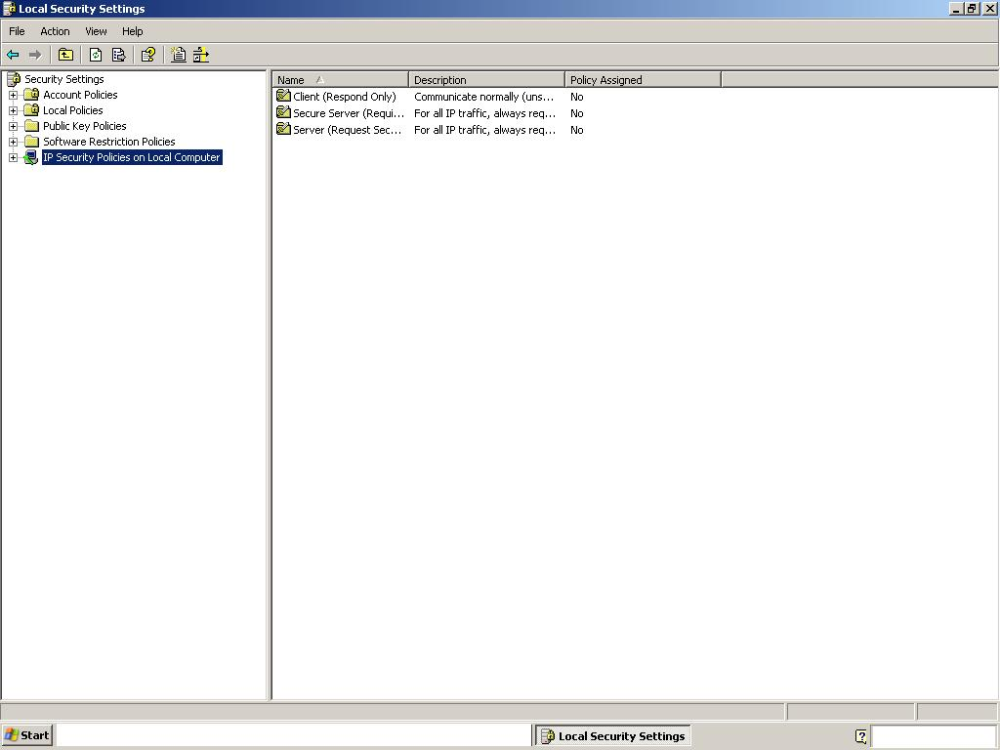 Local Security Settings
File Action View Help
Security Settings
Account Policies
Local Policies
Public Key Policies
Software Restriction Policies
IP Security Policies on Local Computer
Name Description Policy Assigned
Client (Respond Only) Communicate normally (uns... No
Secure Server (Requi... For all IP traffic, always req... No
Server (Request Sec... For all IP traffic, always req... No
Start Local Security Settings